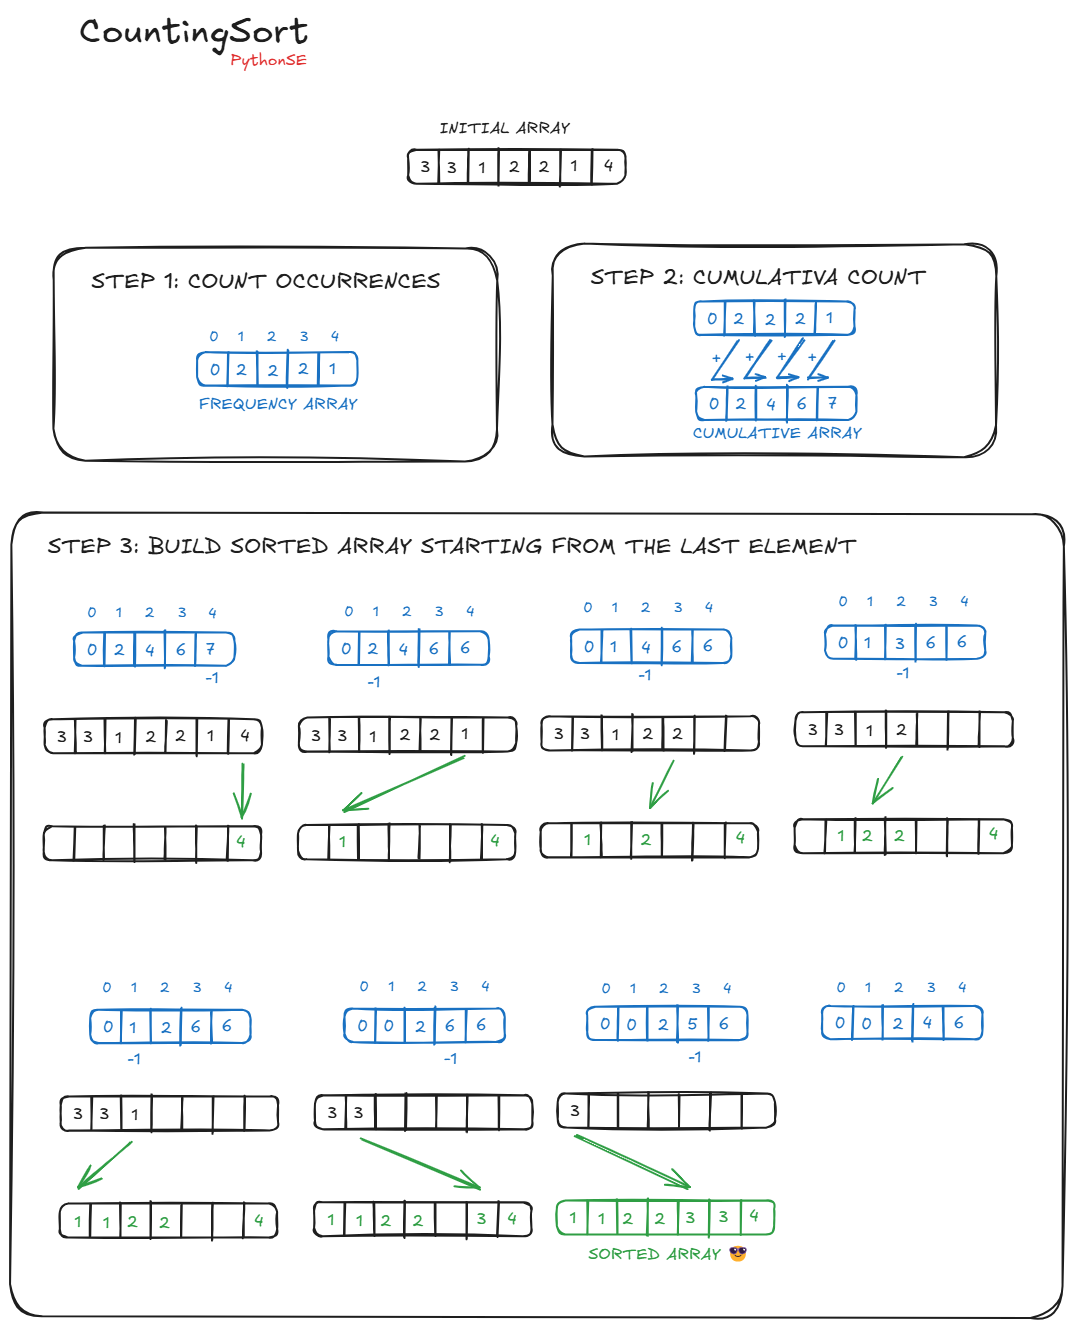 CountingSort
PythonSE
INITIAL ARRAY
3 3 1 2 2 1 4
STEP 1: COUNT OCCURRENCES
0 1 2 3 4
0 2 2 2 1
FREQUENCY ARRAY
STEP 2: CUMULATIVA COUNT
0 2 2 2 1
+ + + +
0 2 4 6 7
CUMULATIVE ARRAY
STEP 3: BUILD SORTED ARRAY STARTING FROM THE LAST ELEMENT
0 1 2 3 4
0 2 4 6 7
-1
3 3 1 2 2 1 4
4
0 1 2 3 4
0 2 4 6 6
-1
3 3 1 2 2 1
1 4
0 1 2 3 4
0 1 4 6 6
-1
3 3 1 2 2
1 2 4
0 1 2 3 4
0 1 3 6 6
-1
3 3 1 2
1 2 2 4
0 1 2 3 4
0 1 2 6 6
-1
3 3 1
1 1 2 2 4
0 1 2 3 4
0 0 2 6 6
-1
3 3
1 1 2 2 3 4
0 1 2 3 4
0 0 2 5 6
-1
3
1 1 2 2 3 3 4
SORTED ARRAY 😎
0 1 2 3 4
0 0 2 4 6